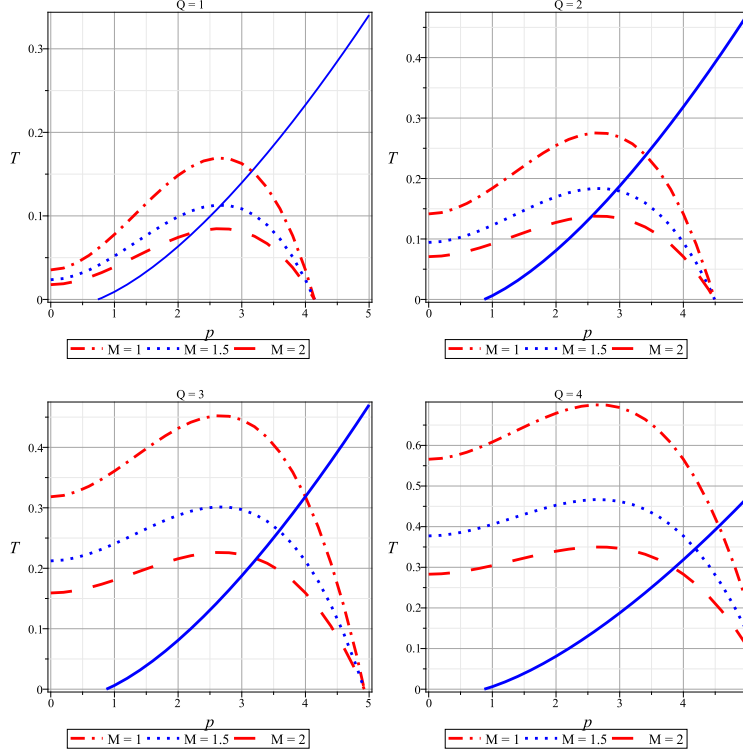 Q = 1
T
0.3
0.2
0.1
0
0 1 2 3 4 5
p
M = 1 M = 1.5 M = 2
Q = 2
T
0.4
0.3
0.2
0.1
0
0 1 2 3 4
p
M = 1 M = 1.5 M = 2
Q = 3
T
0.4
0.3
0.2
0.1
0
0 1 2 3 4 5
p
M = 1 M = 1.5 M = 2
Q = 4
T
0.6
0.5
0.4
0.3
0.2
0.1
0
0 1 2 3 4
p
M = 1 M = 1.5 M = 2